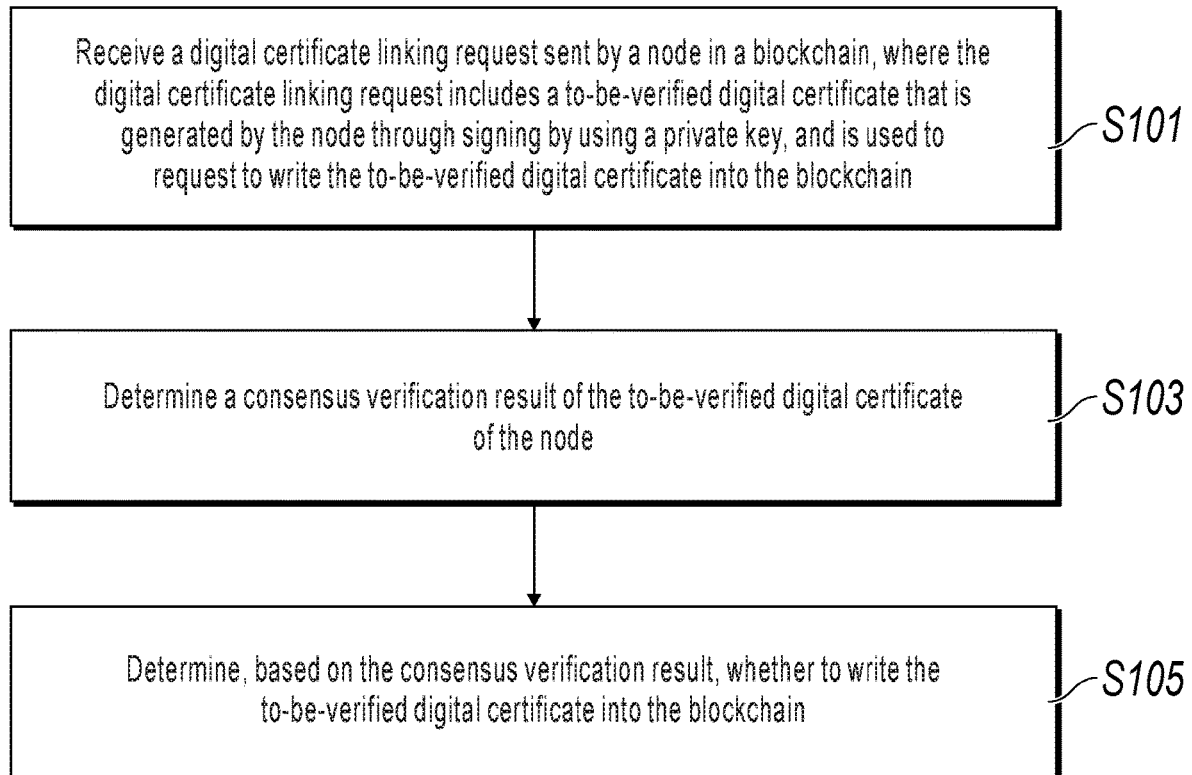 Receive a digital certificate linking request sent by a node in a blockchain, where the
digital certificate linking request includes a to-be-verified digital certificate that is
generated by the node through signing by using a private key, and is used to
request to write the to-be-verified digital certificate into the blockchain
S101
Determine a consensus verification result of the to-be-verified digital certificate
of the node
S103
Determine, based on the consensus verification result, whether to write the
to-be-verified digital certificate into the blockchain
S105